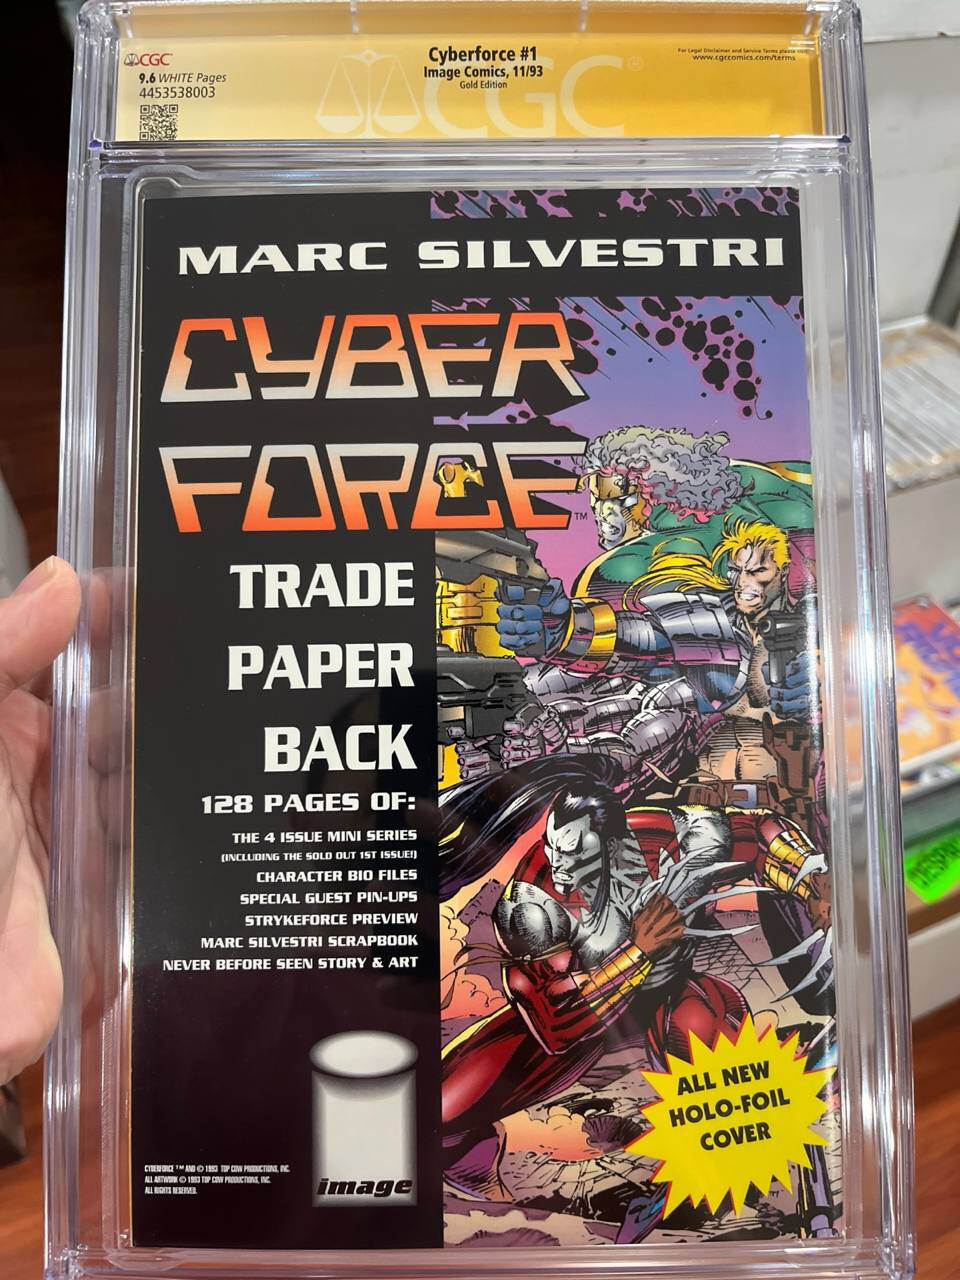 CGC
9.6 WHITE Pages
4453538003
Cyberforce #1
Image Comics, 11/93
Gold Edition
For Legal Disclaimer and Service Terms please visit
www.cgccomics.com/terms
CGC®
MARC SILVESTRI
CYBER
FORCE™
TRADE
PAPER
BACK
128 PAGES OF:
THE 4 ISSUE MINI SERIES
(INCLUDING THE SOLD OUT 1ST ISSUE!)
CHARACTER BIO FILES
SPECIAL GUEST PIN-UPS
STRYKEFORCE PREVIEW
MARC SILVESTRI SCRAPBOOK
NEVER BEFORE SEEN STORY & ART
ALL NEW
HOLO-FOIL
COVER
CYBERFORCE™ AND © 1993 TOP COW PRODUCTIONS, INC.
ALL ARTWORK © 1993 TOP COW PRODUCTIONS, INC.
ALL RIGHTS RESERVED.
image